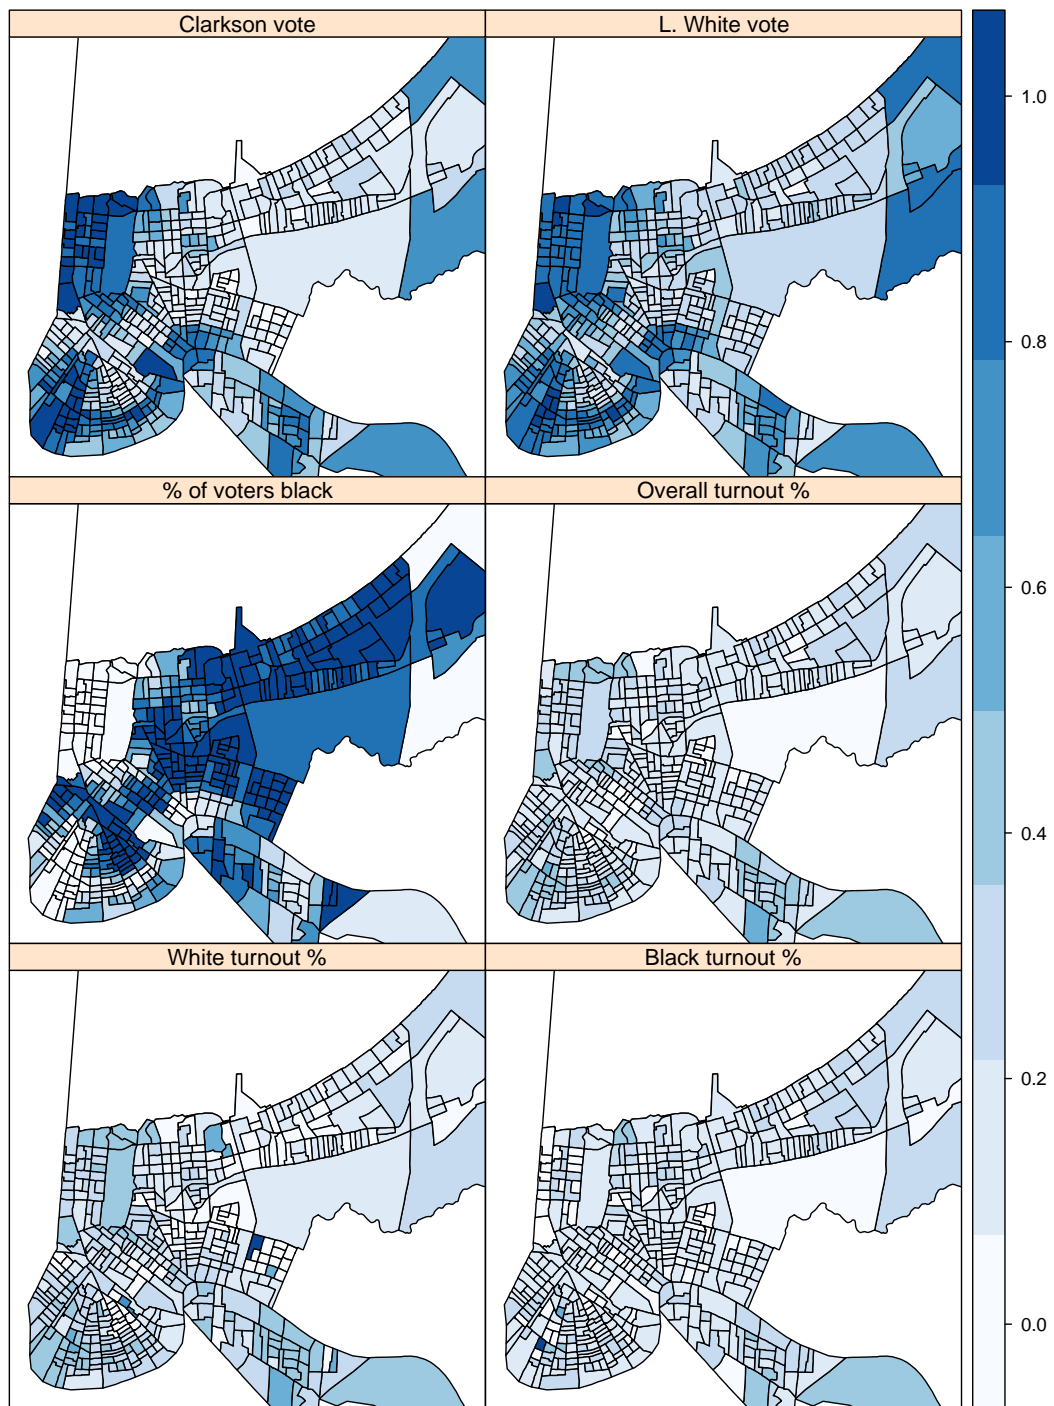 Clarkson vote
L. White vote
% of voters black
Overall turnout %
White turnout %
Black turnout %
1.0
0.8
0.6
0.4
0.2
0.0